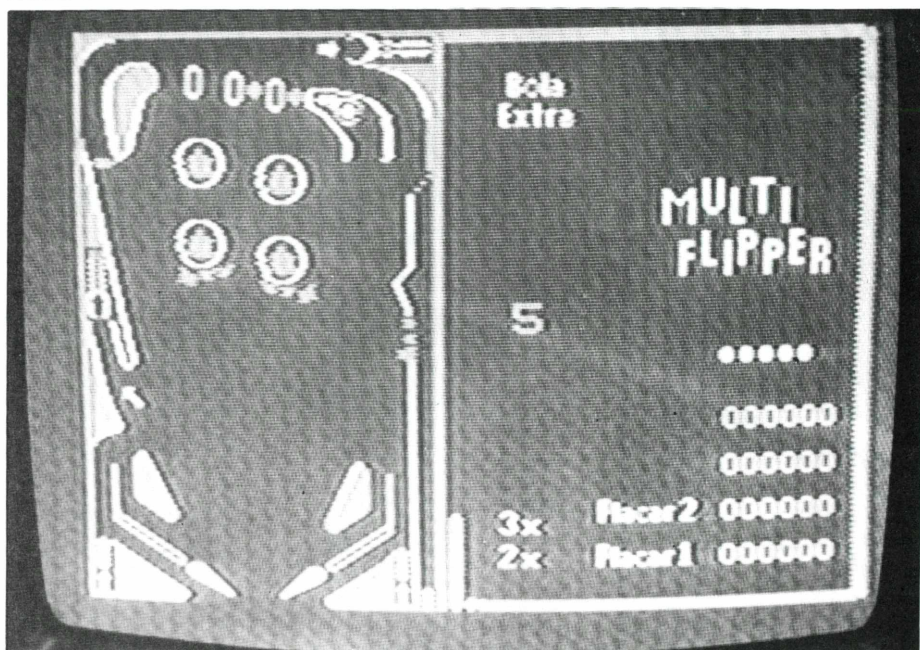 Bola
Extra
MULTI
FLIPPER
5
000000
000000
3x Placar2 000000
2x Placar1 000000